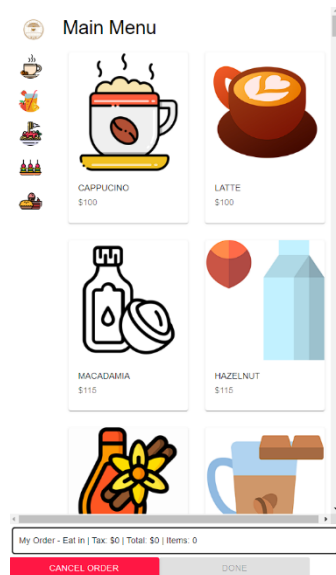 Main Menu
CAPPUCINO
$100
LATTE
$100
MACADAMIA
$115
HAZELNUT
$115
My Order - Eat in | Tax: $0 | Total: $0 | Items: 0
CANCEL ORDER
DONE